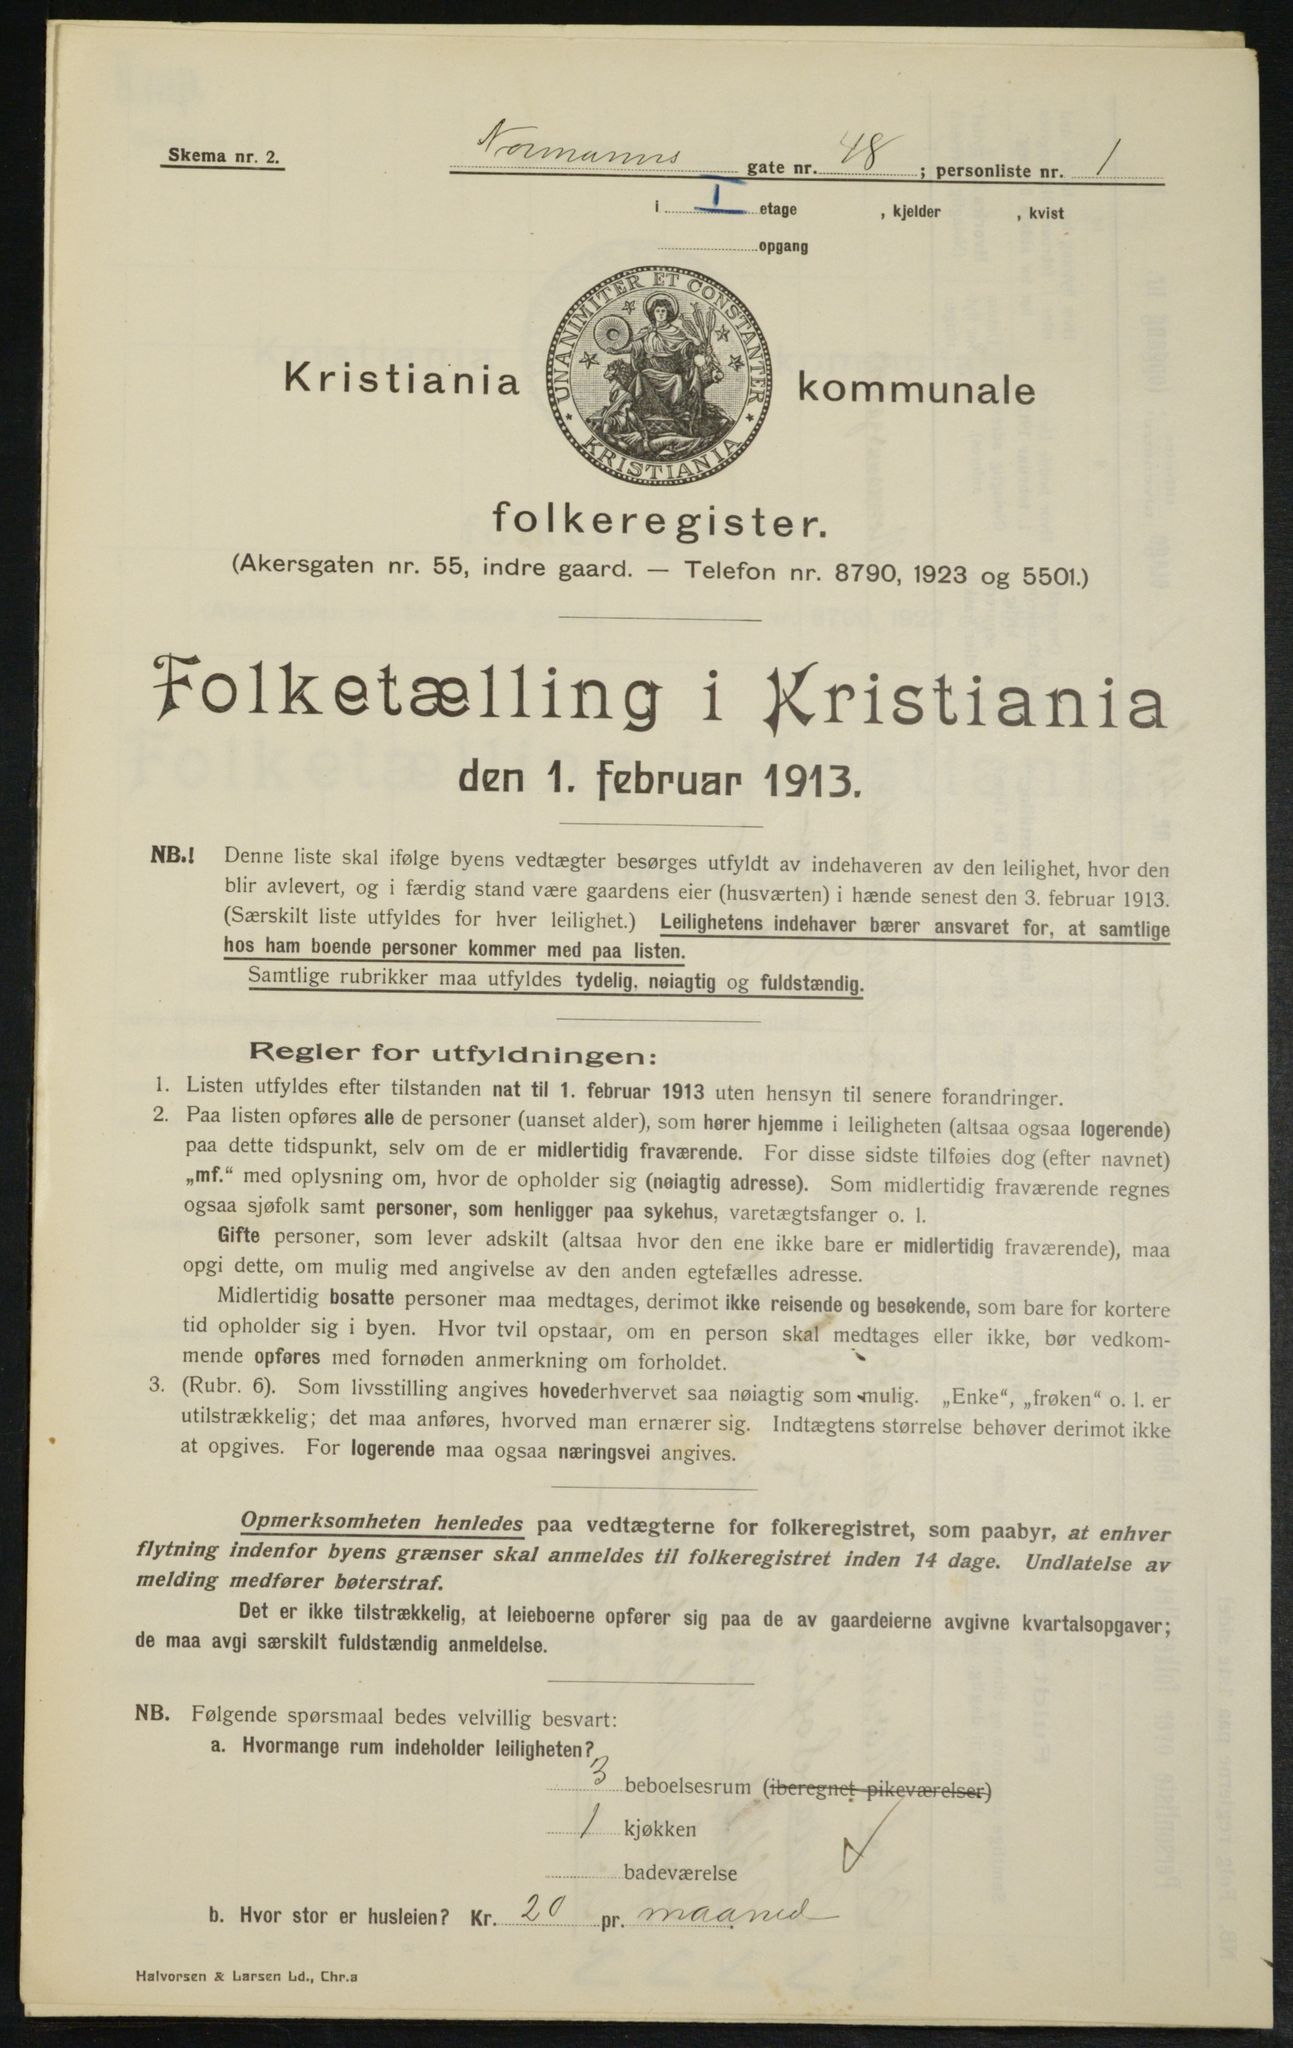 Skema nr. 2.
Normanns gate nr. 48 ; personliste nr. 1
i I etage , kjelder , kvist
opgang
UNANIMITER ET CONSTANTER
KRISTIANIA
Kristiania kommunale
folkeregister.
(Akersgaten nr. 55, indre gaard. — Telefon nr. 8790, 1923 og 5501.)
Folketælling i Kristiania
den 1. februar 1913.
NB.! Denne liste skal ifølge byens vedtægter besørges utfyldt av indehaveren av den leilighet, hvor den
blir avlevert, og i færdig stand være gaardens eier (husværten) i hænde senest den 3. februar 1913.
(Særskilt liste utfyldes for hver leilighet.) Leilighetens indehaver bærer ansvaret for, at samtlige
hos ham boende personer kommer med paa listen.
Samtlige rubrikker maa utfyldes tydelig, nøiagtig og fuldstændig.
Regler for utfyldningen:
1. Listen utfyldes efter tilstanden nat til 1. februar 1913 uten hensyn til senere forandringer.
2. Paa listen opføres alle de personer (uanset alder), som hører hjemme i leiligheten (altsaa ogsaa logerende)
paa dette tidspunkt, selv om de er midlertidig fraværende. For disse sidste tilføies dog (efter navnet)
„mf.“ med oplysning om, hvor de opholder sig (nøiagtig adresse). Som midlertidig fraværende regnes
ogsaa sjøfolk samt personer, som henligger paa sykehus, varetægtsfanger o. l.
Gifte personer, som lever adskilt (altsaa hvor den ene ikke bare er midlertidig fraværende), maa
opgi dette, om mulig med angivelse av den anden egtefælles adresse.
Midlertidig bosatte personer maa medtages, derimot ikke reisende og besøkende, som bare for kortere
tid opholder sig i byen. Hvor tvil opstaar, om en person skal medtages eller ikke, bør vedkom-
mende opføres med fornøden anmerkning om forholdet.
3. (Rubr. 6). Som livsstilling angives hovederhvervet saa nøiagtig som mulig. „Enke“, „frøken“ o. l. er
utilstrækkelig; det maa anføres, hvorved man ernærer sig. Indtægtens størrelse behøver derimot ikke
at opgives. For logerende maa ogsaa næringsvei angives.
Opmerksomheten henledes paa vedtægterne for folkeregistret, som paabyr, at enhver
flytning indenfor byens grænser skal anmeldes til folkeregistret inden 14 dage. Undlatelse av
melding medfører bøterstraf.
Det er ikke tilstrækkelig, at leieboerne opfører sig paa de av gaardeierne avgivne kvartalsopgaver;
de maa avgi særskilt fuldstændig anmeldelse.
NB. Følgende spørsmaal bedes velvillig besvart:
a. Hvormange rum indeholder leiligheten?
3 beboelsesrum (iberegnet pikeværelser)
1 kjøkken
badeværelse
b. Hvor stor er husleien? Kr. 20 pr. maaned
Halvorsen & Larsen Ld., Chr.a